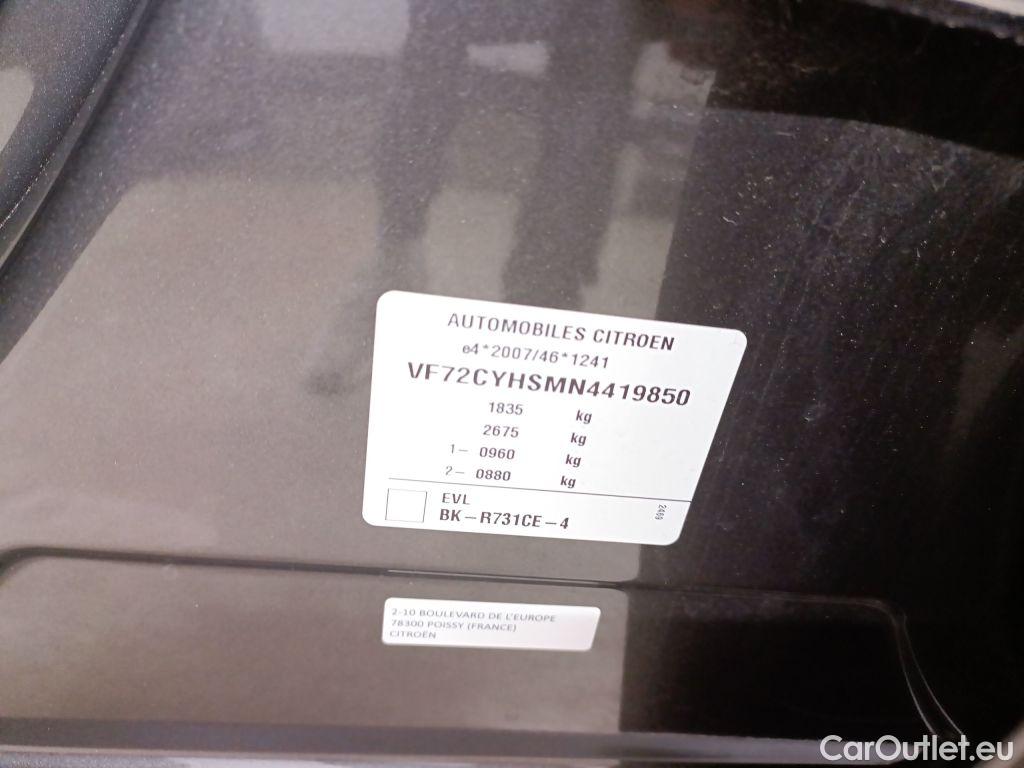 AUTOMOBILES CITROEN
e4*2007/46*1241
VF72CYHSMN4419850
1835 kg
2675 kg
1– 0960 kg
2– 0880 kg
EVL
BK–R731CE–4
2469
2-10 BOULEVARD DE L'EUROPE
78300 POISSY (FRANCE)
CITROËN
CarOutlet.eu